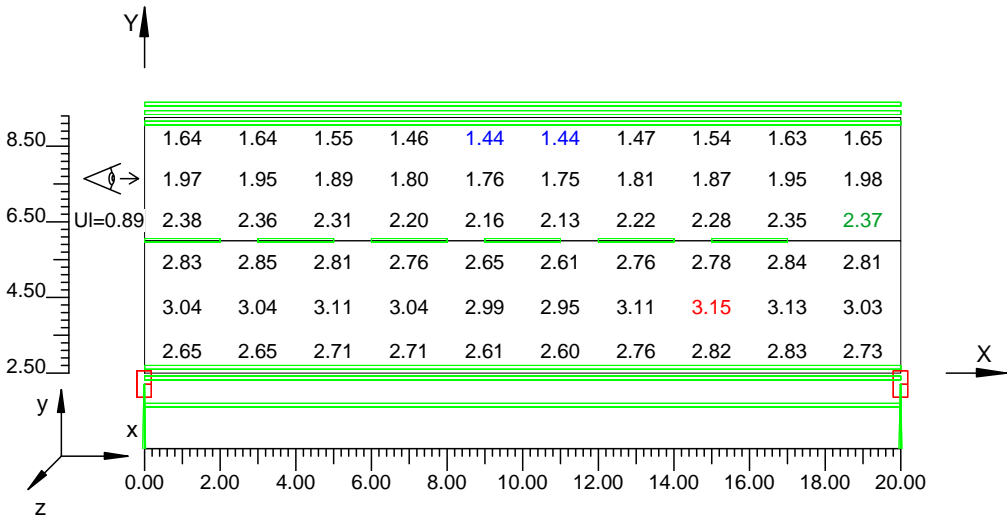 Y
8.50 1.64 1.64 1.55 1.46 1.44 1.44 1.47 1.54 1.63 1.65
1.97 1.95 1.89 1.80 1.76 1.75 1.81 1.87 1.95 1.98
6.50 Ul=0.89 2.38 2.36 2.31 2.20 2.16 2.13 2.22 2.28 2.35 2.37
2.83 2.85 2.81 2.76 2.65 2.61 2.76 2.78 2.84 2.81
4.50 3.04 3.04 3.11 3.04 2.99 2.95 3.11 3.15 3.13 3.03
2.65 2.65 2.71 2.71 2.61 2.60 2.76 2.82 2.83 2.73
2.50 X
y
x
z
0.00 2.00 4.00 6.00 8.00 10.00 12.00 14.00 16.00 18.00 20.00